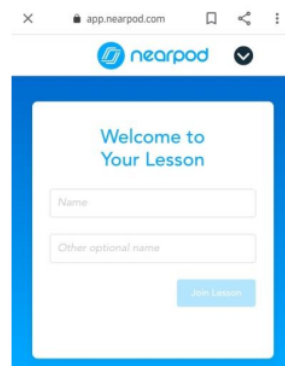 app.nearpod.com
nearpod
Welcome to
Your Lesson
Name
Other optional name
Join Lesson